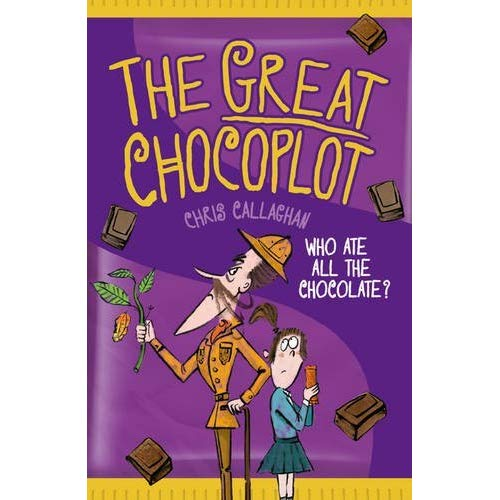 THE GREAT
CHOCOPLOT
CHRIS CALLAGHAN
WHO ATE
ALL THE
CHOCOLATE?